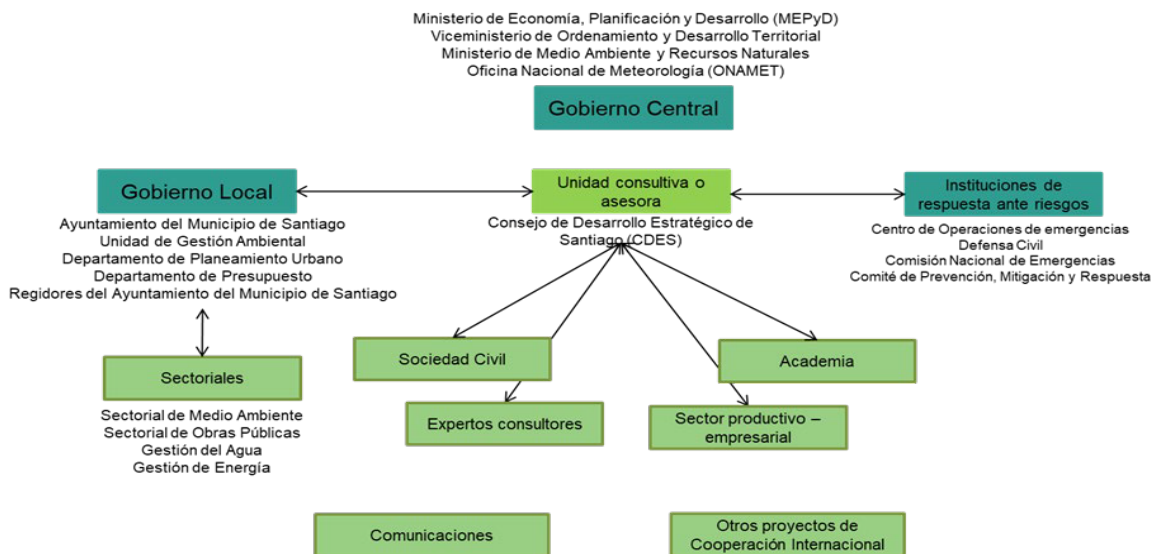 Ministerio de Economía, Planificación y Desarrollo (MEPyD)
Viceministerio de Ordenamiento y Desarrollo Territorial
Ministerio de Medio Ambiente y Recursos Naturales
Oficina Nacional de Meteorología (ONAMET)
Gobierno Central
Gobierno Local
Ayuntamiento del Municipio de Santiago
Unidad de Gestión Ambiental
Departamento de Planeamiento Urbano
Departamento de Presupuesto
Regidores del Ayuntamiento del Municipio de Santiago
Unidad consultiva o
asesora
Consejo de Desarrollo Estratégico de
Santiago (CDES)
Instituciones de
respuesta ante riesgos
Centro de Operaciones de emergencias
Defensa Civil
Comisión Nacional de Emergencias
Comité de Prevención, Mitigación y Respuesta
Sectoriales
Sectorial de Medio Ambiente
Sectorial de Obras Públicas
Gestión del Agua
Gestión de Energía
Sociedad Civil
Academia
Expertos consultores
Sector productivo –
empresarial
Comunicaciones
Otros proyectos de
Cooperación Internacional